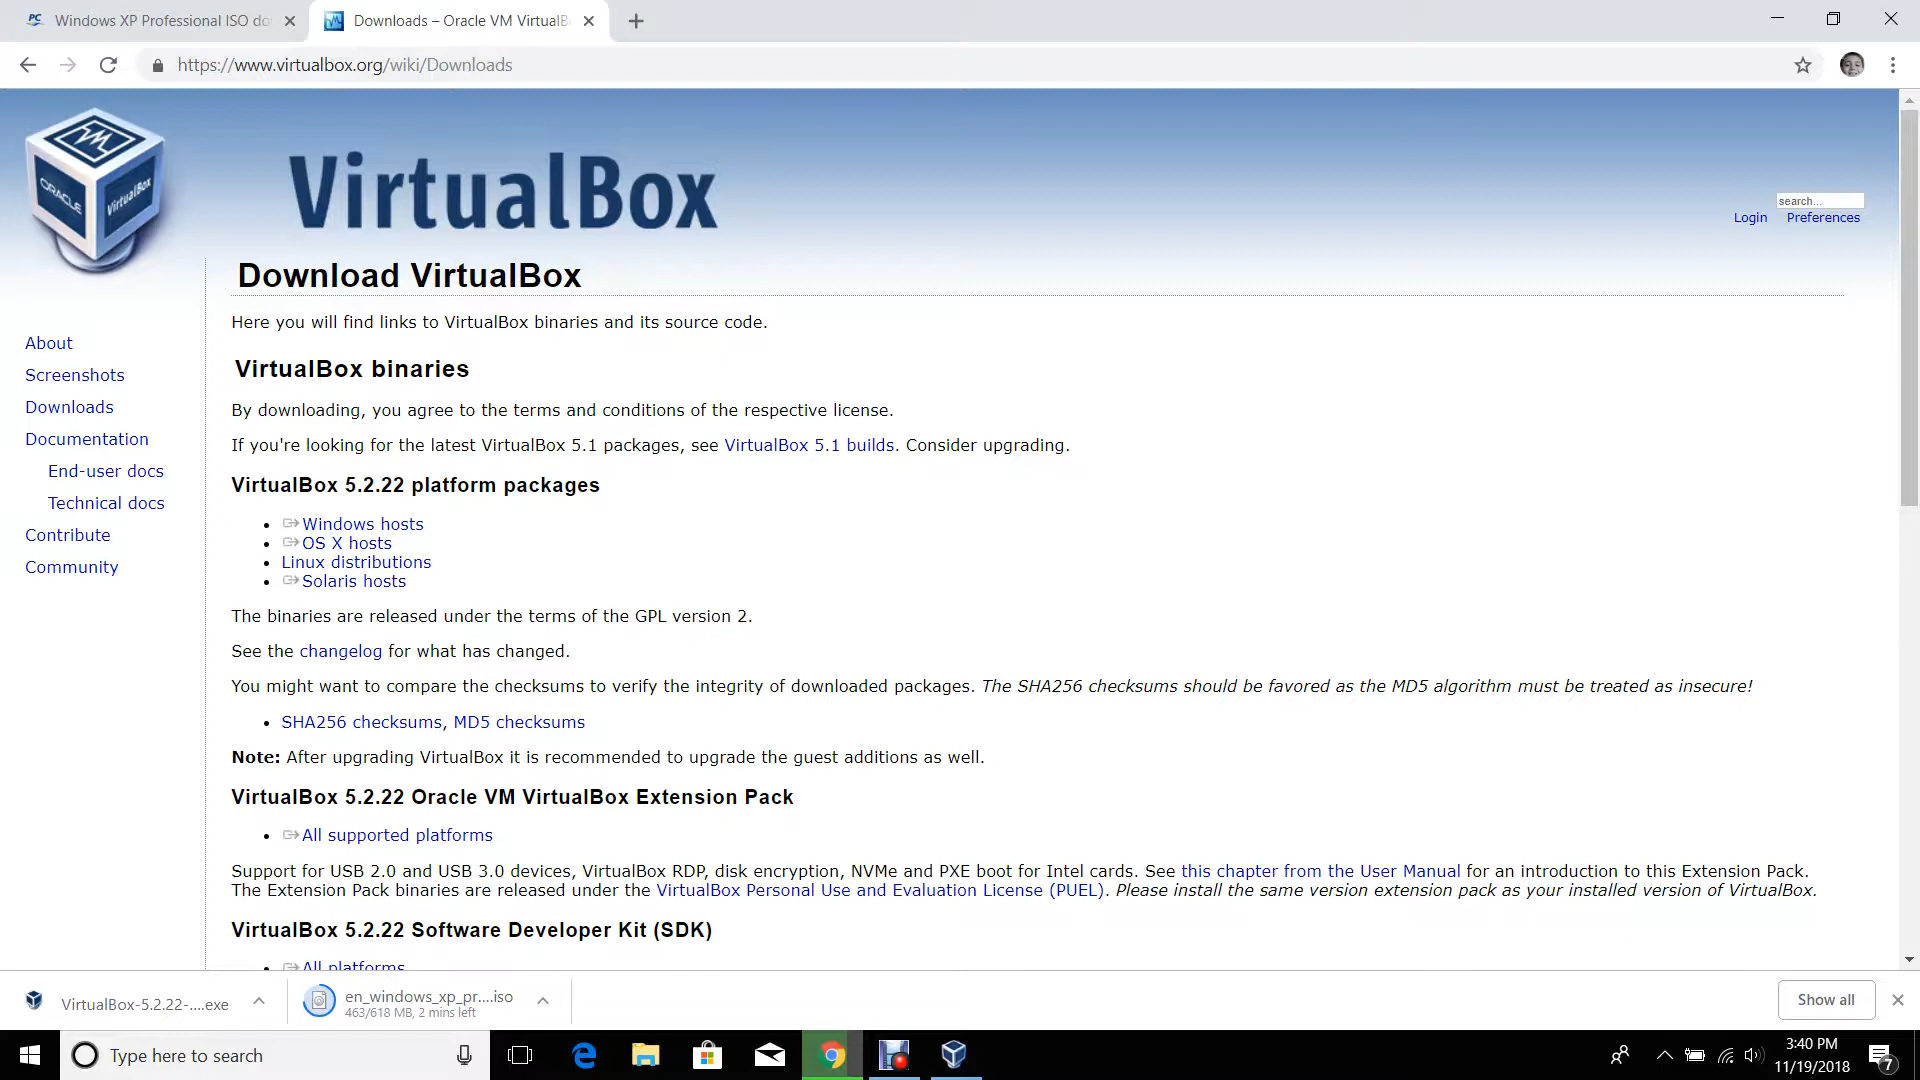 Windows XP Professional ISO do
Downloads – Oracle VM VirtualB
https://www.virtualbox.org/wiki/Downloads
ORACLE
VirtualBox
VirtualBox
search...
Login Preferences
Download VirtualBox
Here you will find links to VirtualBox binaries and its source code.
About
Screenshots
Downloads
Documentation
End-user docs
Technical docs
Contribute
Community
VirtualBox binaries
By downloading, you agree to the terms and conditions of the respective license.
If you're looking for the latest VirtualBox 5.1 packages, see VirtualBox 5.1 builds. Consider upgrading.
VirtualBox 5.2.22 platform packages
Windows hosts
OS X hosts
Linux distributions
Solaris hosts
The binaries are released under the terms of the GPL version 2.
See the changelog for what has changed.
You might want to compare the checksums to verify the integrity of downloaded packages. The SHA256 checksums should be favored as the MD5 algorithm must be treated as insecure!
SHA256 checksums, MD5 checksums
Note: After upgrading VirtualBox it is recommended to upgrade the guest additions as well.
VirtualBox 5.2.22 Oracle VM VirtualBox Extension Pack
All supported platforms
Support for USB 2.0 and USB 3.0 devices, VirtualBox RDP, disk encryption, NVMe and PXE boot for Intel cards. See this chapter from the User Manual for an introduction to this Extension Pack.
The Extension Pack binaries are released under the VirtualBox Personal Use and Evaluation License (PUEL). Please install the same version extension pack as your installed version of VirtualBox.
VirtualBox 5.2.22 Software Developer Kit (SDK)
All platforms
VirtualBox-5.2.22-....exe
en_windows_xp_pr....iso
463/618 MB, 2 mins left
Show all
Type here to search
3:40 PM
11/19/2018
7